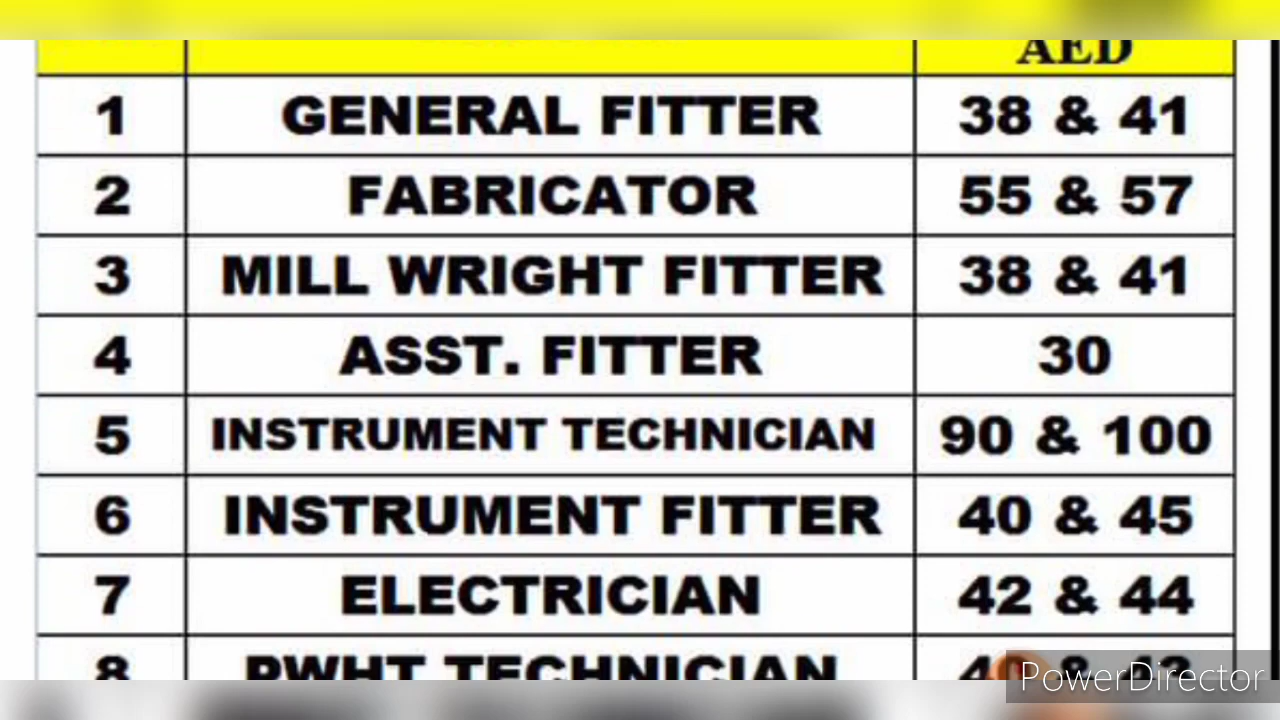 AED
1 GENERAL FITTER 38 & 41
2 FABRICATOR 55 & 57
3 MILL WRIGHT FITTER 38 & 41
4 ASST. FITTER 30
5 INSTRUMENT TECHNICIAN 90 & 100
6 INSTRUMENT FITTER 40 & 45
7 ELECTRICIAN 42 & 44
8 PWHT TECHNICIAN
PowerDirector